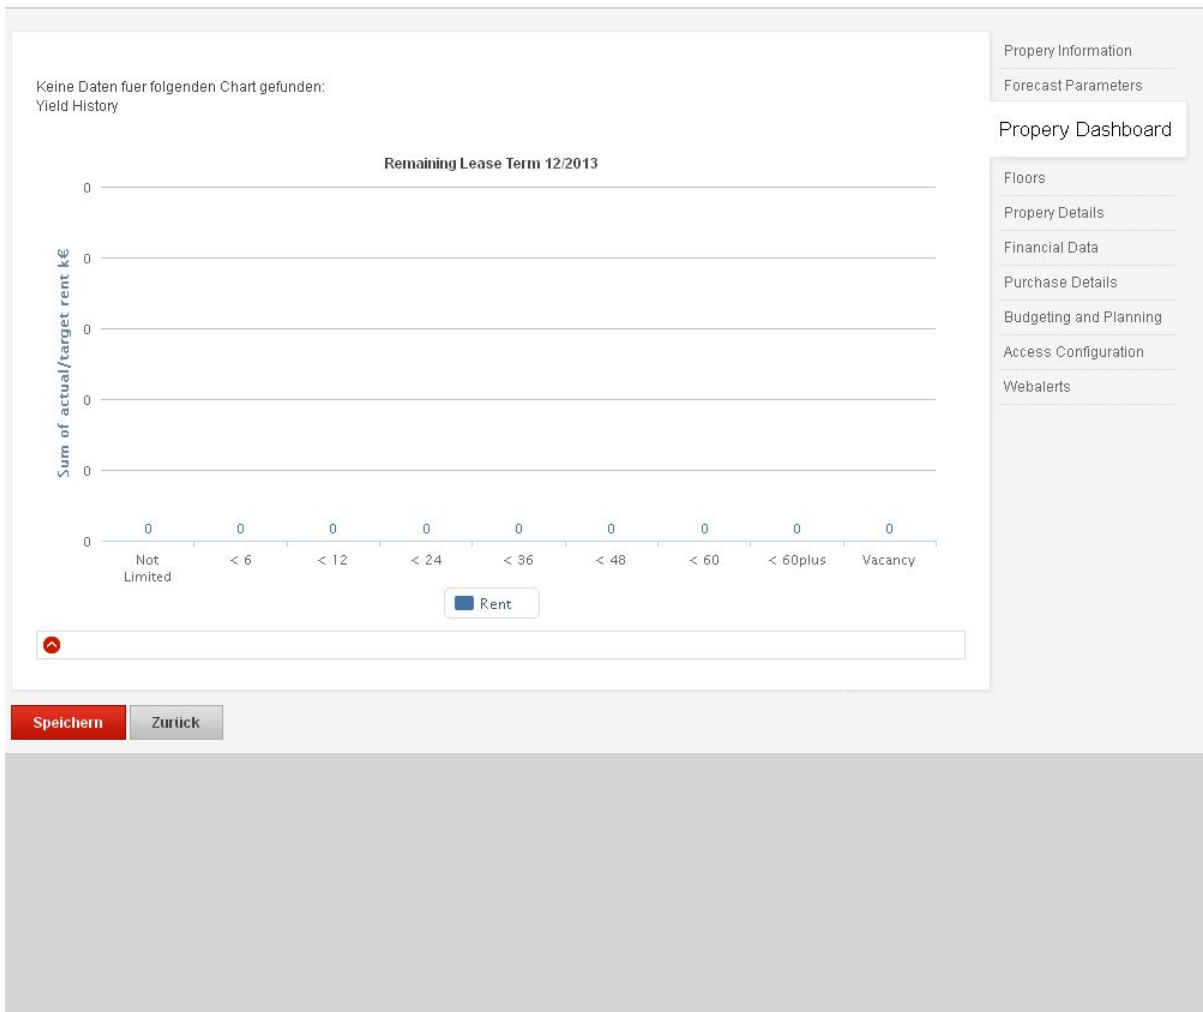 Keine Daten fuer folgenden Chart gefunden:
Yield History
Remaining Lease Term 12/2013
Sum of actual/target rent k€
0
0
0
0
0
0
0 0 0 0 0 0 0 0 0
Not Limited < 6 < 12 < 24 < 36 < 48 < 60 < 60plus Vacancy
Rent
Speichern Zurück
Propery Information
Forecast Parameters
Propery Dashboard
Floors
Propery Details
Financial Data
Purchase Details
Budgeting and Planning
Access Configuration
Webalerts